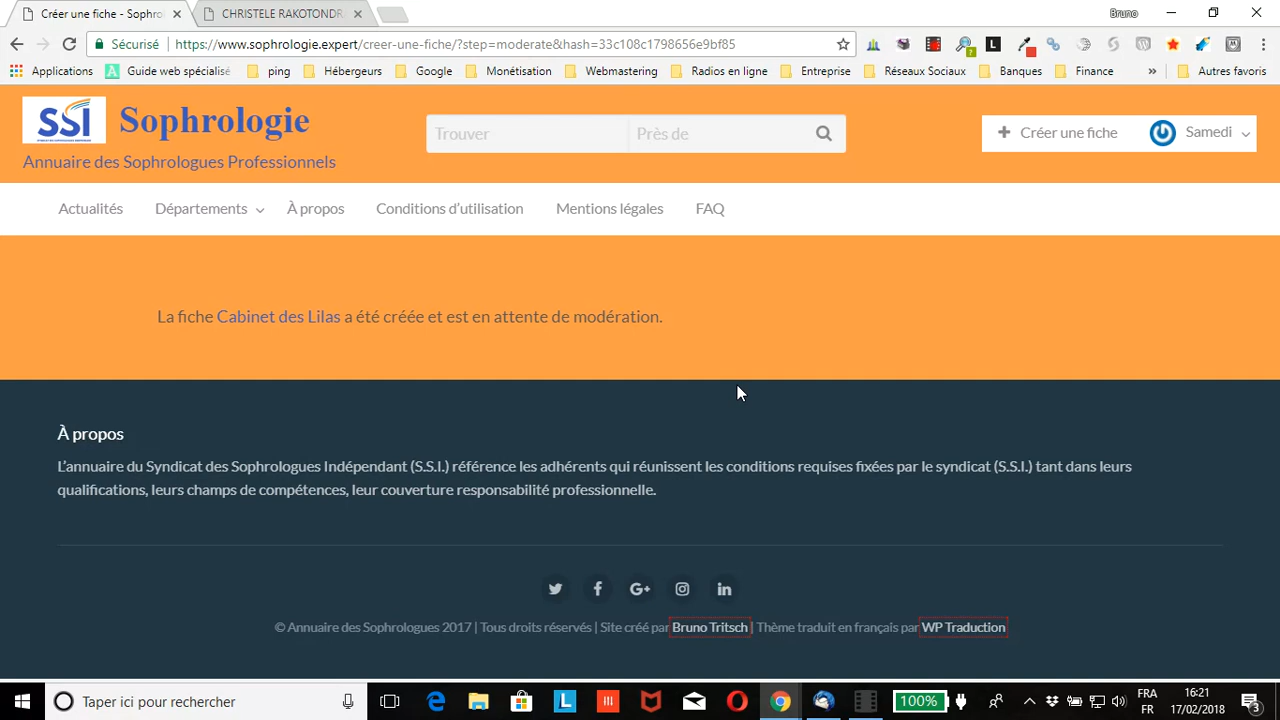 Créer une fiche - Sophro
CHRISTELE RAKOTONDR
Bruno
Sécurisé
https://www.sophrologie.expert/creer-une-fiche/?step=moderate&hash=33c108c1798656e9bf85
Applications
Guide web spécialisé
ping
Hébergeurs
Google
Monétisation
Webmastering
Radios en ligne
Entreprise
Réseaux Sociaux
Banques
Finance
»
Autres favoris
SSI
Sophrologie
Annuaire des Sophrologues Professionnels
Trouver
Près de
Créer une fiche
Samedi
Actualités
Départements
À propos
Conditions d'utilisation
Mentions légales
FAQ
La fiche Cabinet des Lilas a été créée et est en attente de modération.
À propos
L'annuaire du Syndicat des Sophrologues Indépendant (S.S.I.) référence les adhérents qui réunissent les conditions requises fixées par le syndicat (S.S.I.) tant dans leurs
qualifications, leurs champs de compétences, leur couverture responsabilité professionnelle.
© Annuaire des Sophrologues 2017 | Tous droits réservés | Site créé par Bruno Tritsch | Thème traduit en français par WP Traduction
Taper ici pour rechercher
100%
FRA
FR
16:21
17/02/2018
3